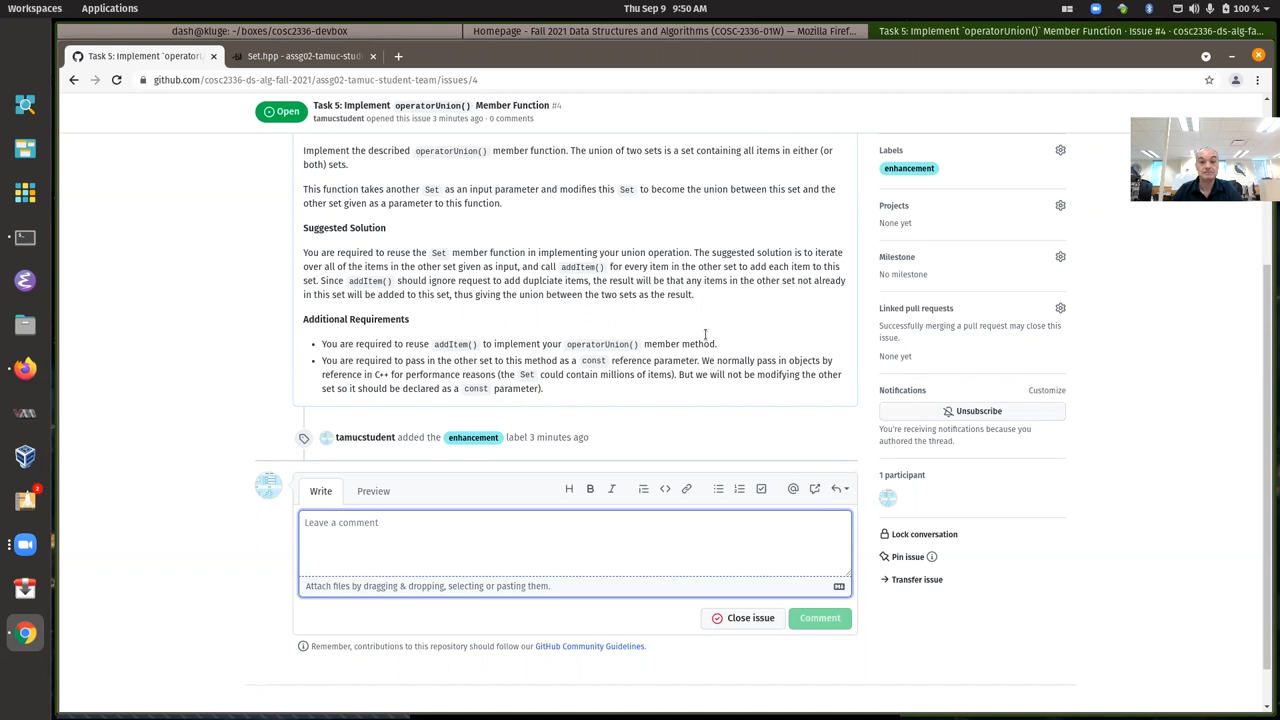 Workspaces
Applications
Thu Sep 9 9:50 AM
100 %
dash@kluge: ~/boxes/cosc2336-devbox
Homepage - Fall 2021 Data Structures and Algorithms (COSC-2336-01W) — Mozilla Firef...
Task 5: Implement `operatorUnion()` Member Function · Issue #4 · cosc2336-ds-alg-fa...
Task 5: Implement `operatorU
Set.hpp - assg02-tamuc-stud
github.com/cosc2336-ds-alg-fall-2021/assg02-tamuc-student-team/issues/4
Open
Task 5: Implement operatorUnion() Member Function #4
tamucstudent opened this issue 3 minutes ago · 0 comments
Implement the described operatorUnion() member function. The union of two sets is a set containing all items in either (or
both) sets.
This function takes another Set as an input parameter and modifies this Set to become the union between this set and the
other set given as a parameter to this function.
Suggested Solution
You are required to reuse the Set member function in implementing your union operation. The suggested solution is to iterate
over all of the items in the other set given as input, and call addItem() for every item in the other set to add each item to this
set. Since addItem() should ignore request to add duplciate items, the result will be that any items in the other set not already
in this set will be added to this set, thus giving the union between the two sets as the result.
Additional Requirements
• You are required to reuse addItem() to implement your operatorUnion() member method.
• You are required to pass in the other set to this method as a const reference parameter. We normally pass in objects by
reference in C++ for performance reasons (the Set could contain millions of items). But we will not be modifying the other
set so it should be declared as a const parameter).
tamucstudent added the enhancement label 3 minutes ago
Write
Preview
Leave a comment
Attach files by dragging & dropping, selecting or pasting them.
Close issue
Comment
Remember, contributions to this repository should follow our GitHub Community Guidelines.
Labels
enhancement
Projects
None yet
Milestone
No milestone
Linked pull requests
Successfully merging a pull request may close this
issue.
None yet
Notifications
Customize
Unsubscribe
You're receiving notifications because you
authored the thread.
1 participant
Lock conversation
Pin issue
Transfer issue
2